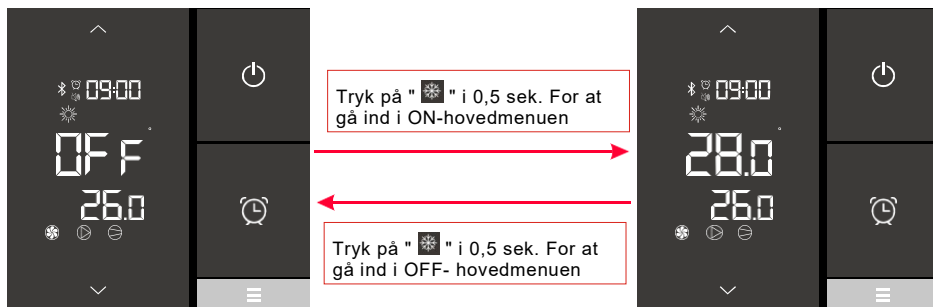 09:00
OFF
26.0
Tryk på " ❄ " i 0,5 sek. For at
gå ind i ON-hovedmenuen
Tryk på " ❄ " i 0,5 sek. For at
gå ind i OFF- hovedmenuen
09:00
28.0
26.0